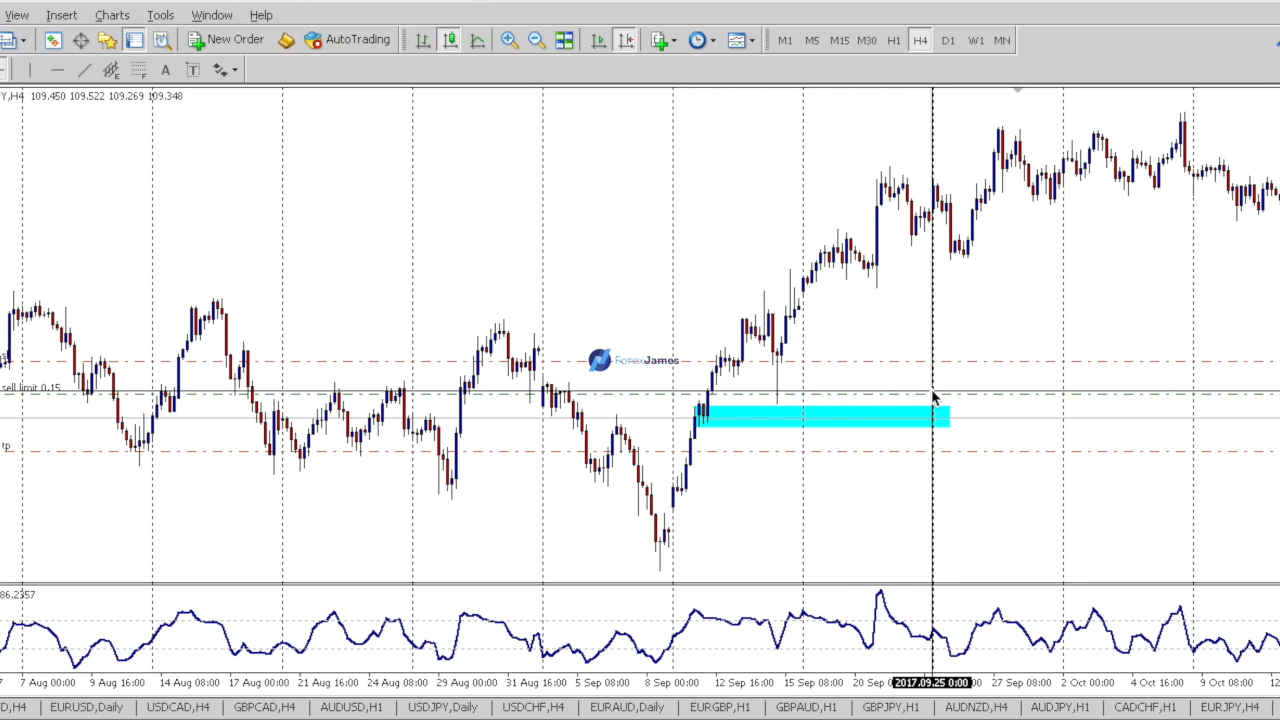 View Insert Charts Tools Window Help
New Order AutoTrading M1 M5 M15 M30 H1 H4 D1 W1 MN
E F A T
Y,H4 109.450 109.522 109.269 109.348
ForexJames
sell limit 0.15
tp
86.2357
7 Aug 00:00 9 Aug 16:00 14 Aug 08:00 17 Aug 00:00 21 Aug 16:00 24 Aug 08:00 29 Aug 00:00 31 Aug 16:00 5 Sep 08:00 8 Sep 00:00 12 Sep 16:00 15 Sep 08:00 20 Sep 2017.09.25 0:00 27 Sep 08:00 2 Oct 00:00 4 Oct 16:00 9 Oct 08:00 12
D,H4 EURUSD,Daily USDCAD,H4 GBPCAD,H4 AUDUSD,H1 USDJPY,Daily USDCHF,H4 EURAUD,Daily EURGBP,H1 GBPAUD,H1 GBPJPY,H1 AUDNZD,H4 AUDJPY,H1 CADCHF,H1 EURJPY,H4